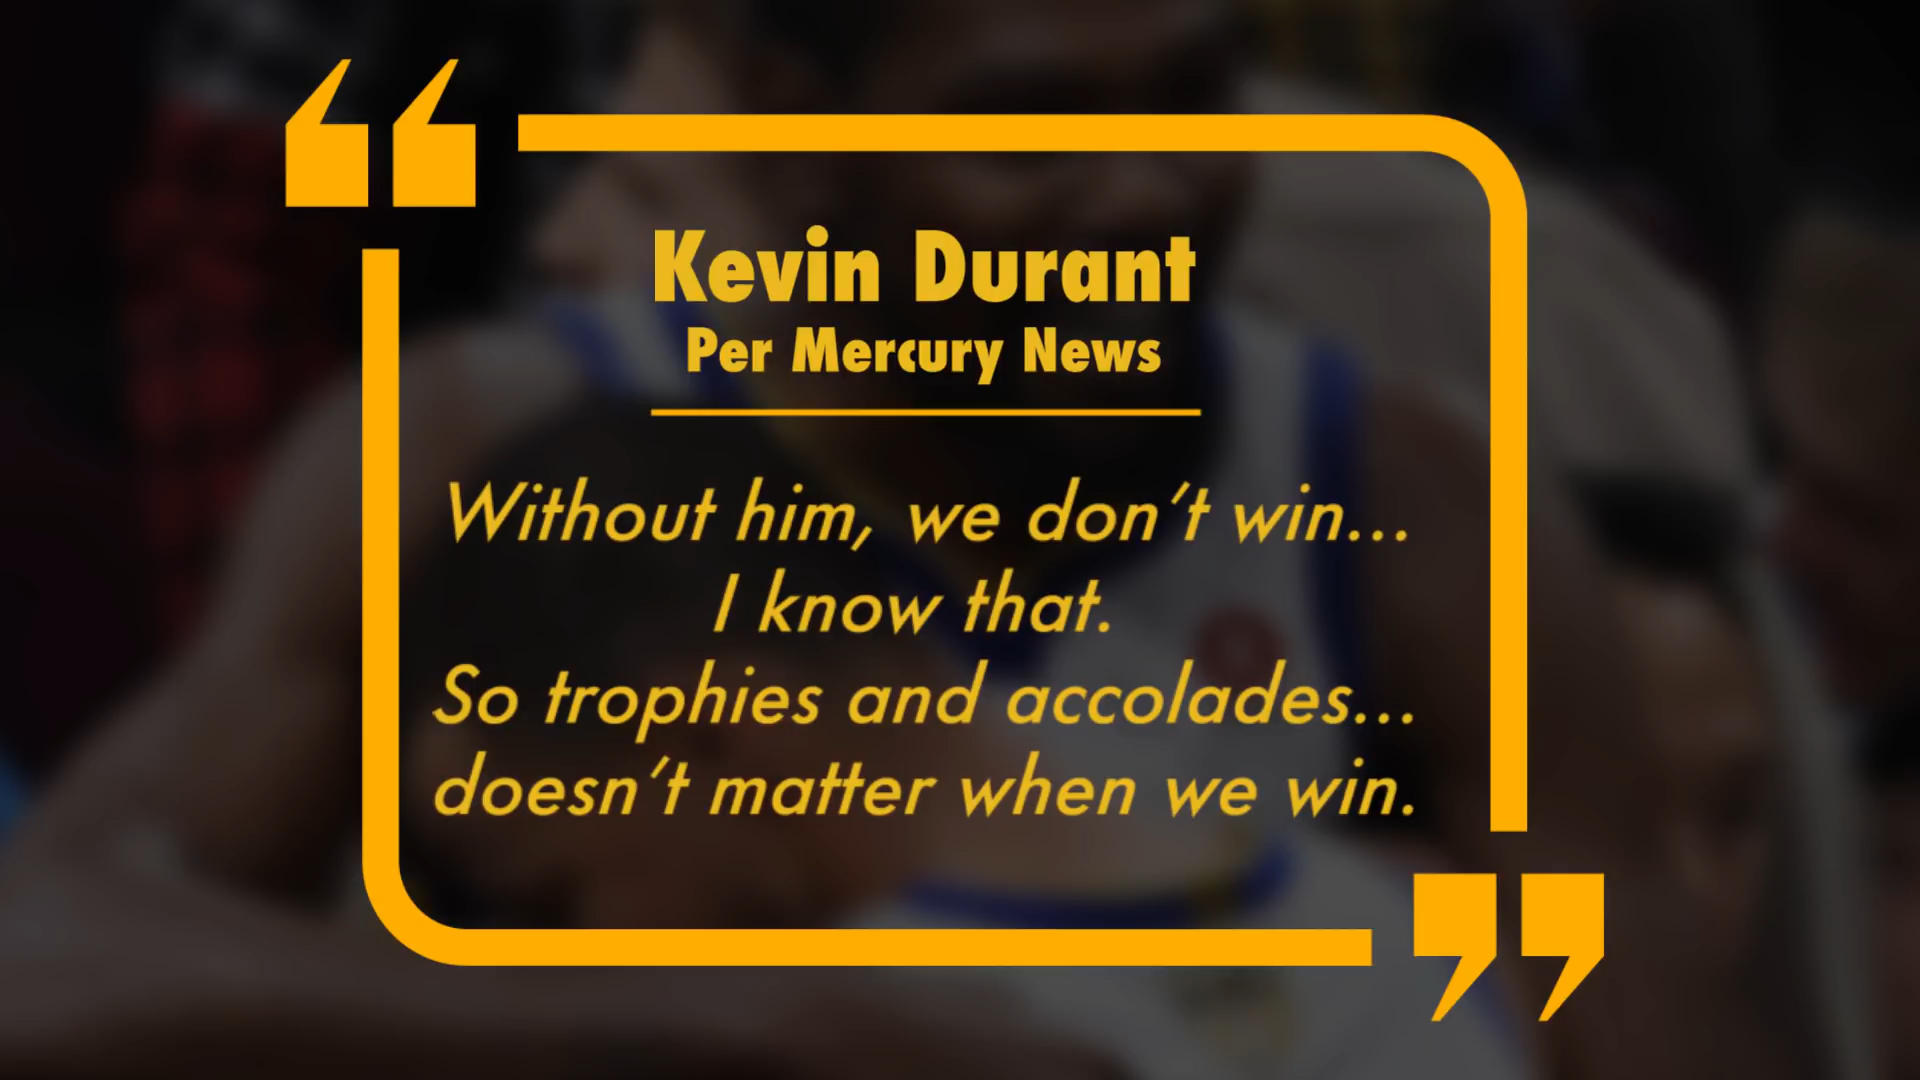 Kevin Durant
Per Mercury News
Without him, we don't win...
I know that.
So trophies and accolades...
doesn't matter when we win.